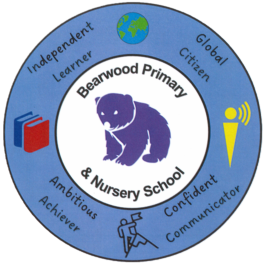 Independent
Learner
Global
Citizen
Bearwood Primary
& Nursery School
Ambitious
Achiever
Confident
Communicator